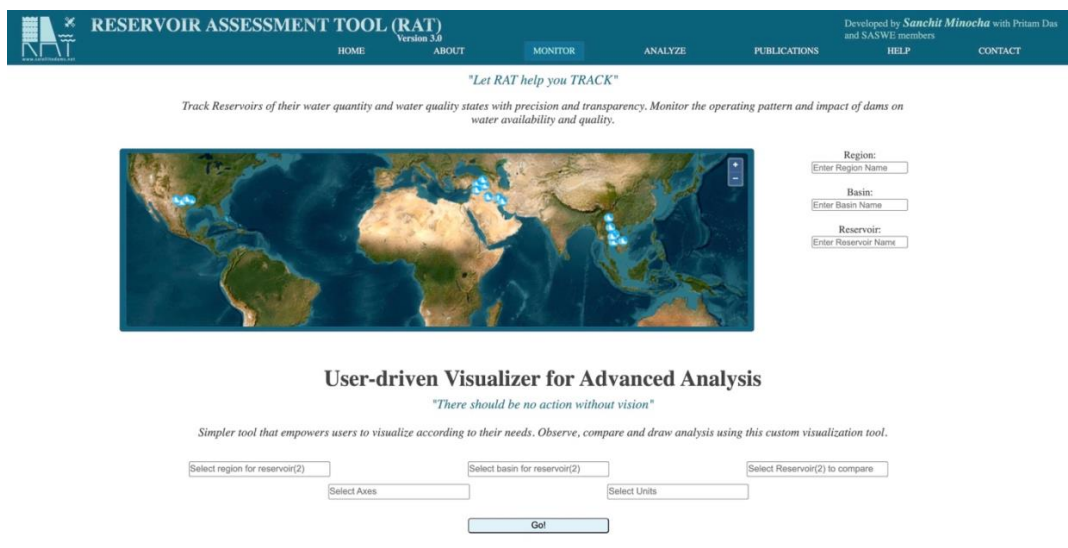 RESERVOIR ASSESSMENT TOOL (RAT)
Version 3.0
Developed by Sanchit Minocha with Pritam Das
and SASWE members
RAT
www.satellitedams.net
HOME ABOUT MONITOR ANALYZE PUBLICATIONS HELP CONTACT
"Let RAT help you TRACK"
Track Reservoirs of their water quantity and water quality states with precision and transparency. Monitor the operating pattern and impact of dams on
water availability and quality.
+
-
Region:
Enter Region Name
Basin:
Enter Basin Name
Reservoir:
Enter Reservoir Name
User-driven Visualizer for Advanced Analysis
"There should be no action without vision"
Simpler tool that empowers users to visualize according to their needs. Observe, compare and draw analysis using this custom visualization tool.
Select region for reservoir(2) Select basin for reservoir(2) Select Reservoir(2) to compare
Select Axes Select Units
Go!